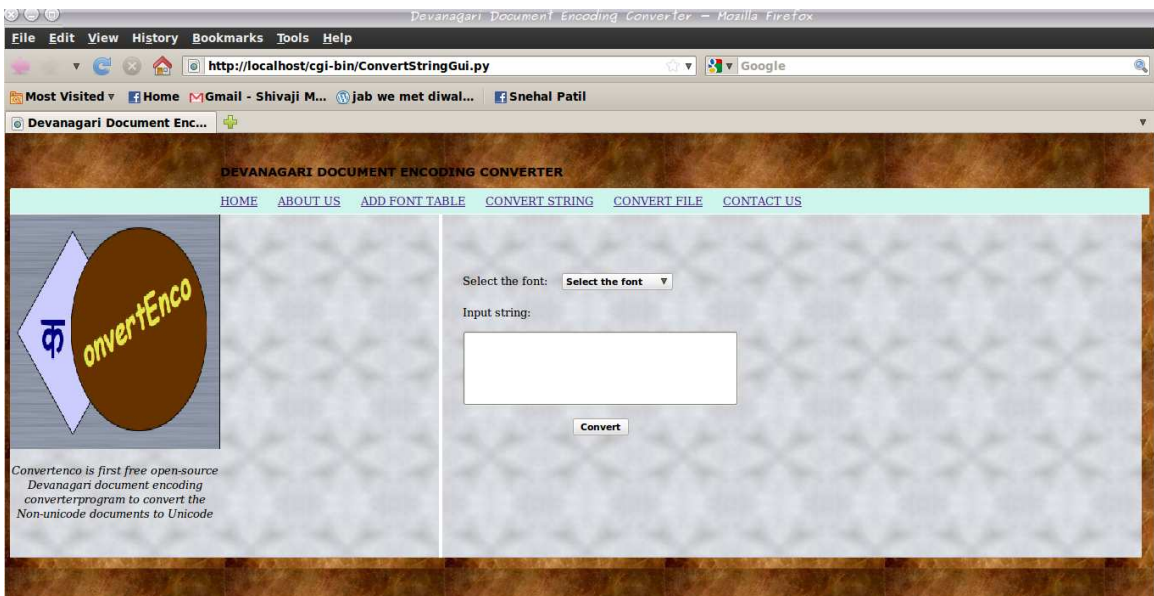 Devanagari Document Encoding Converter – Mozilla Firefox
File Edit View History Bookmarks Tools Help
http://localhost/cgi-bin/ConvertStringGui.py Google
Most Visited Home Gmail - Shivaji M... jab we met diwal... Snehal Patil
Devanagari Document Enc...
DEVANAGARI DOCUMENT ENCODING CONVERTER
HOME ABOUT US ADD FONT TABLE CONVERT STRING CONVERT FILE CONTACT US
क onvertEnco
Select the font: Select the font
Input string:
Convert
Convertenco is first free open-source
Devanagari document encoding
converterprogram to convert the
Non-unicode documents to Unicode